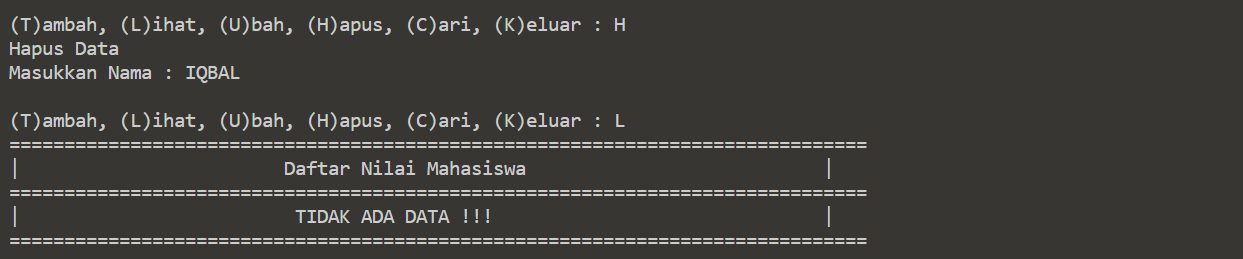 (T)ambah, (L)ihat, (U)bah, (H)apus, (C)ari, (K)eluar : H
Hapus Data
Masukkan Nama : IQBAL
(T)ambah, (L)ihat, (U)bah, (H)apus, (C)ari, (K)eluar : L
==============================================================================
|                        Daftar Nilai Mahasiswa                           |
==============================================================================
|                         TIDAK ADA DATA !!!                              |
==============================================================================